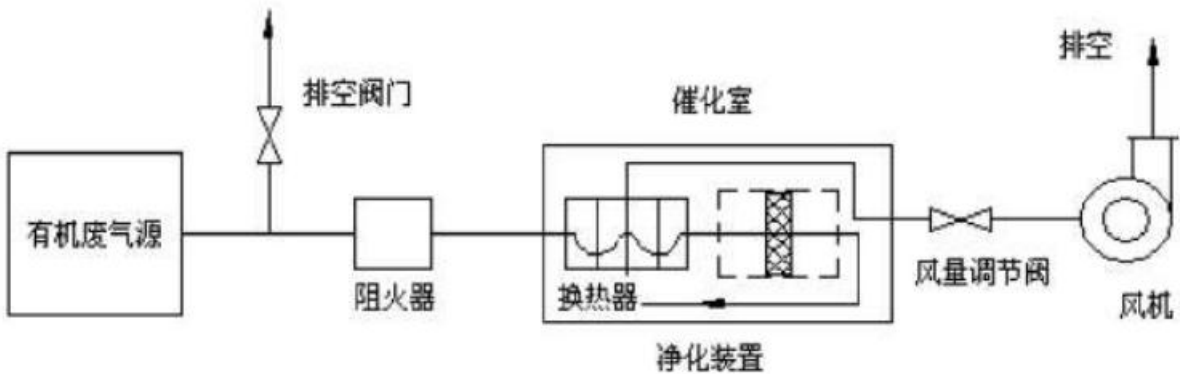 排空阀门
排空
催化室
有机废气源
阻火器
换热器
风量调节阀
风机
净化装置